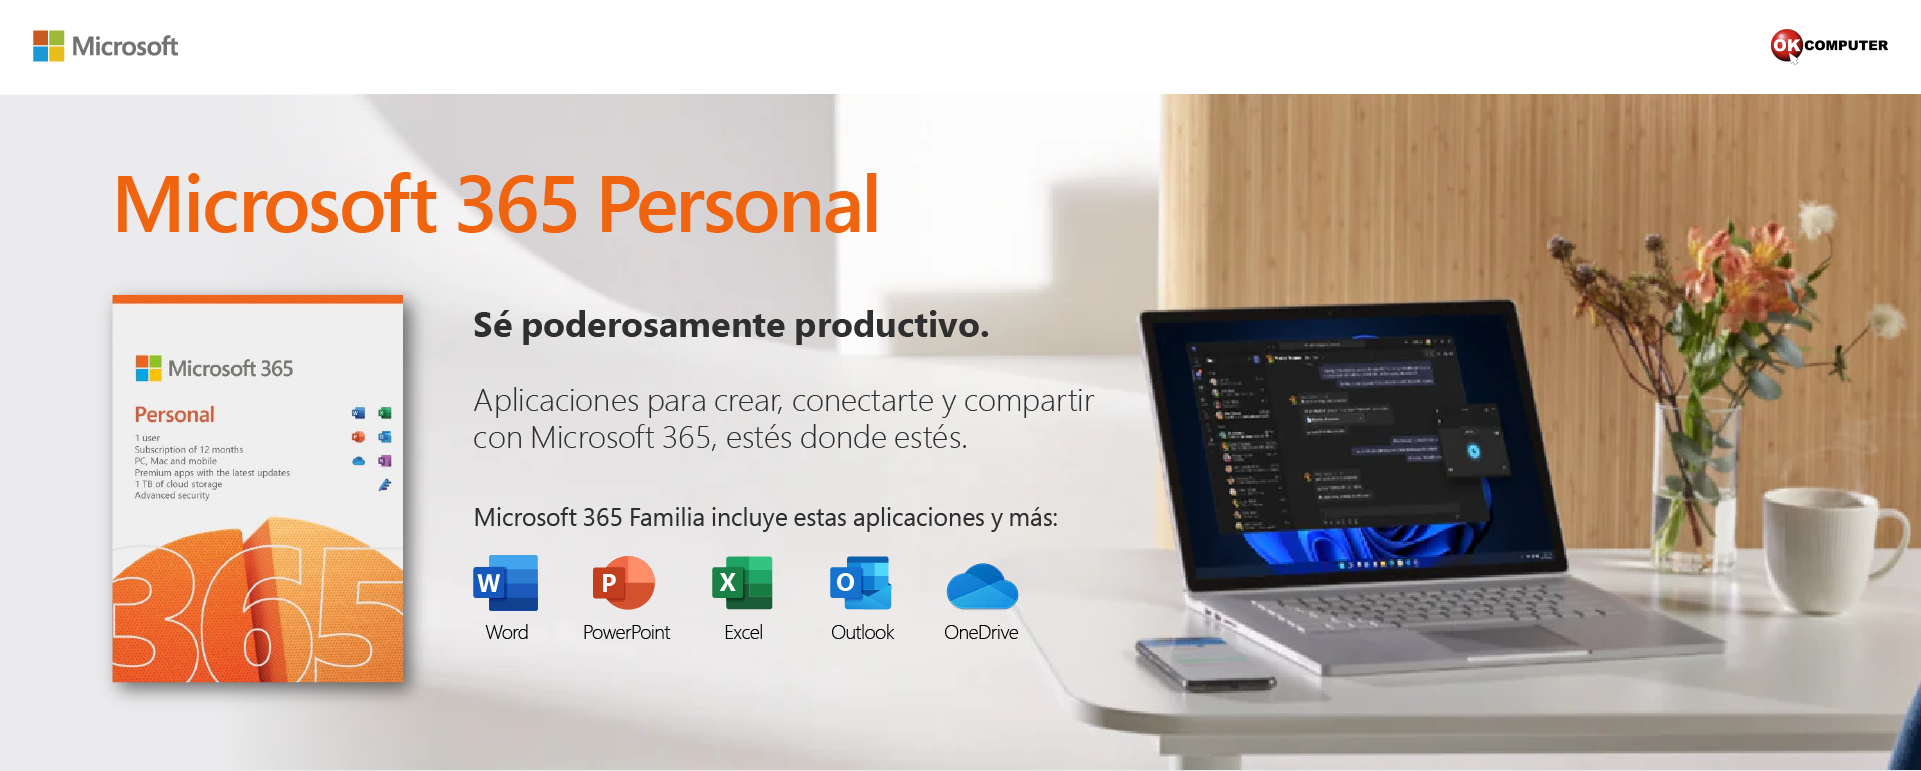 Microsoft
OK COMPUTER
Microsoft 365 Personal
Microsoft 365
Personal
1 user
Subscription of 12 months
PC, Mac and mobile
Premium apps with the latest updates
1 TB of cloud storage
Advanced security
365
Sé poderosamente productivo.
Aplicaciones para crear, conectarte y compartir
con Microsoft 365, estés donde estés.
Microsoft 365 Familia incluye estas aplicaciones y más:
W P X O
Word PowerPoint Excel Outlook OneDrive